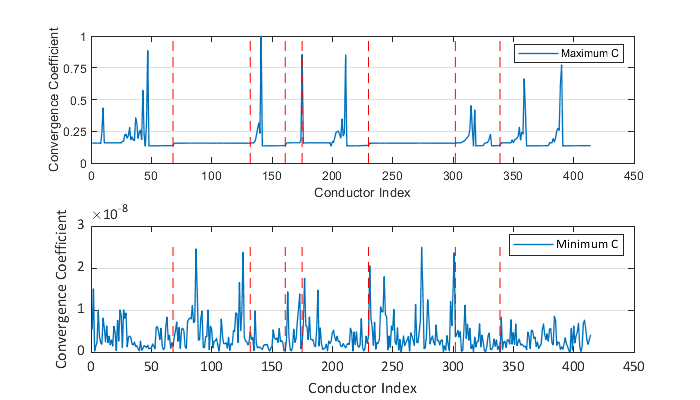 Convergence Coefficient
1
0.75
0.5
0.25
0
Maximum C
0 50 100 150 200 250 300 350 400 450
Conductor Index
Convergence Coefficient
×10⁻⁸
3
2
1
0
Minimum C
0 50 100 150 200 250 300 350 400 450
Conductor Index